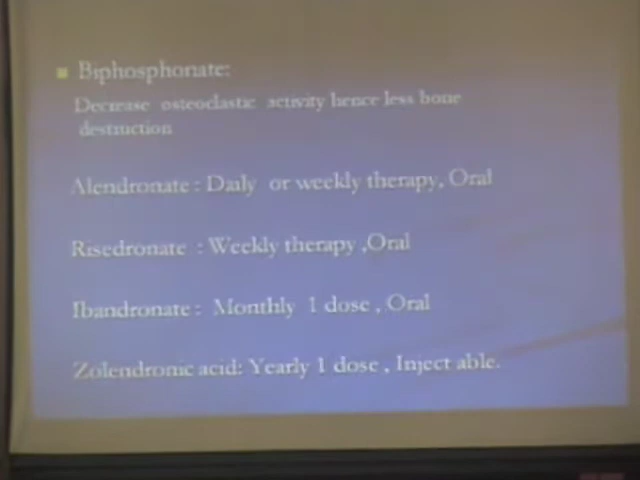 Biphosphonate:
Decrease osteoclastic activity hence less bone
destruction
Alendronate : Daily or weekly therapy, Oral
Risedronate : Weekly therapy ,Oral
Ibandronate : Monthly 1 dose , Oral
Zolendronic acid: Yearly 1 dose , Inject able.